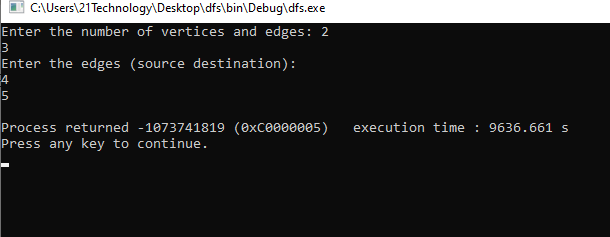 C:\Users\21Technology\Desktop\dfs\bin\Debug\dfs.exe
Enter the number of vertices and edges: 2
3
Enter the edges (source destination):
4
5
Process returned -1073741819 (0xC0000005)   execution time : 9636.661 s
Press any key to continue.